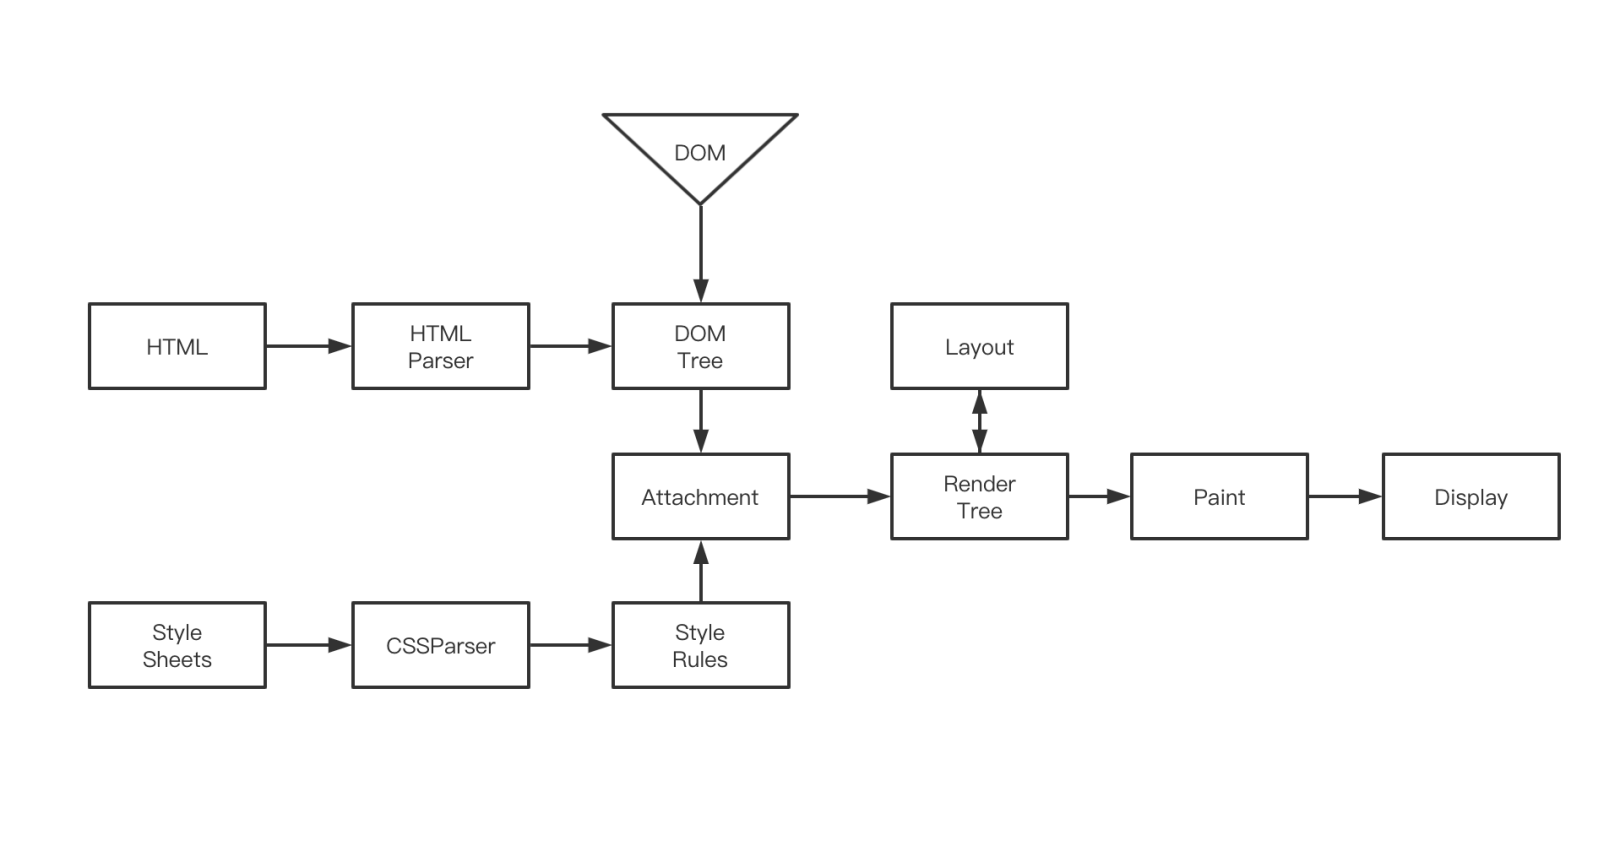 DOM
HTML
HTML
Parser
DOM
Tree
Layout
Attachment
Render
Tree
Paint
Display
Style
Sheets
CSSParser
Style
Rules